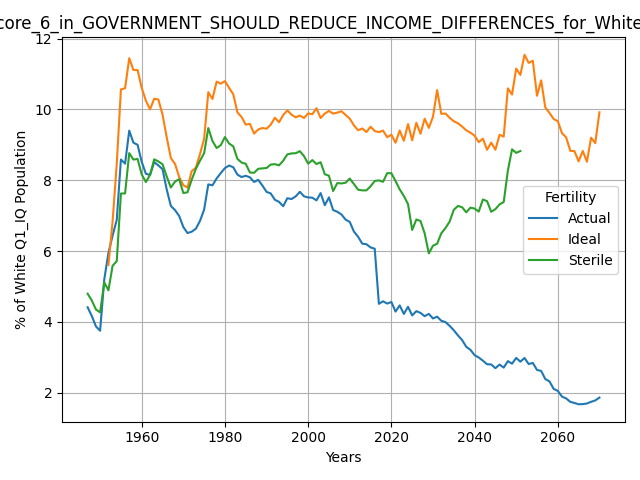 core_6_in_GOVERNMENT_SHOULD_REDUCE_INCOME_DIFFERENCES_for_White
% of White Q1_IQ Population
12
10
8
6
4
2
Fertility
Actual
Ideal
Sterile
1960 1980 2000 2020 2040 2060
Years